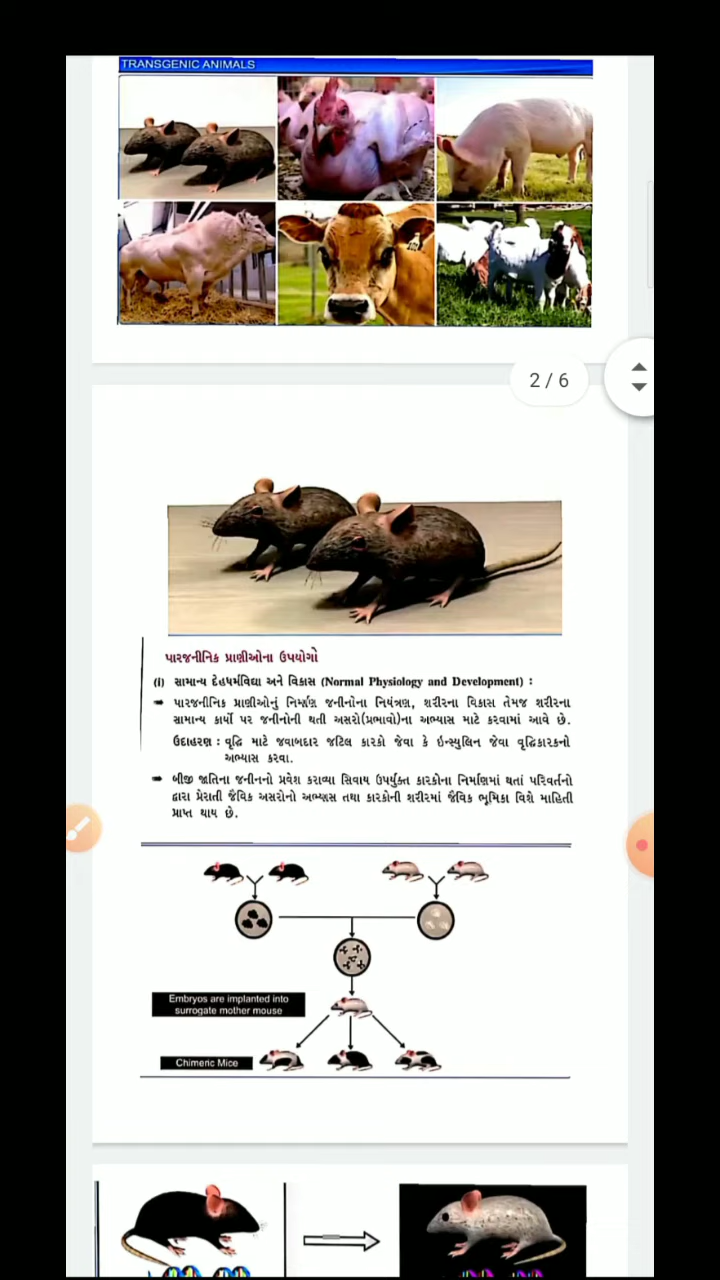 TRANSGENIC ANIMALS
2 / 6
પારજનીનિક પ્રાણીઓના ઉપયોગો
(i) સામાન્ય દેહધર્મવિદ્યા અને વિકાસ (Normal Physiology and Development) :
➡ પારજનીનિક પ્રાણીઓનું નિર્માણ જનીનોના નિયંત્રણ, શરીરના વિકાસ તેમજ શરીરના
સામાન્ય કાર્યો પર જનીનોની થતી અસરો(પ્રભાવો)ના અભ્યાસ માટે કરવામાં આવે છે.
ઉદાહરણ : વૃદ્ધિ માટે જવાબદાર જટિલ કારકો જેવા કે ઇન્સ્યુલિન જેવા વૃદ્ધિકારકનો
અભ્યાસ કરવા.
➡ બીજી જાતિના જનીનનો પ્રવેશ કરાવ્યા સિવાય ઉપર્યુક્ત કારકોના નિર્માણમાં થતાં પરિવર્તનો
દ્વારા પ્રેરાતી જૈવિક અસરોનો અભ્યાસ તથા કારકોની શરીરમાં જૈવિક ભૂમિકા વિશે માહિતી
પ્રાપ્ત થાય છે.
Embryos are implanted into
surrogate mother mouse
Chimeric Mice